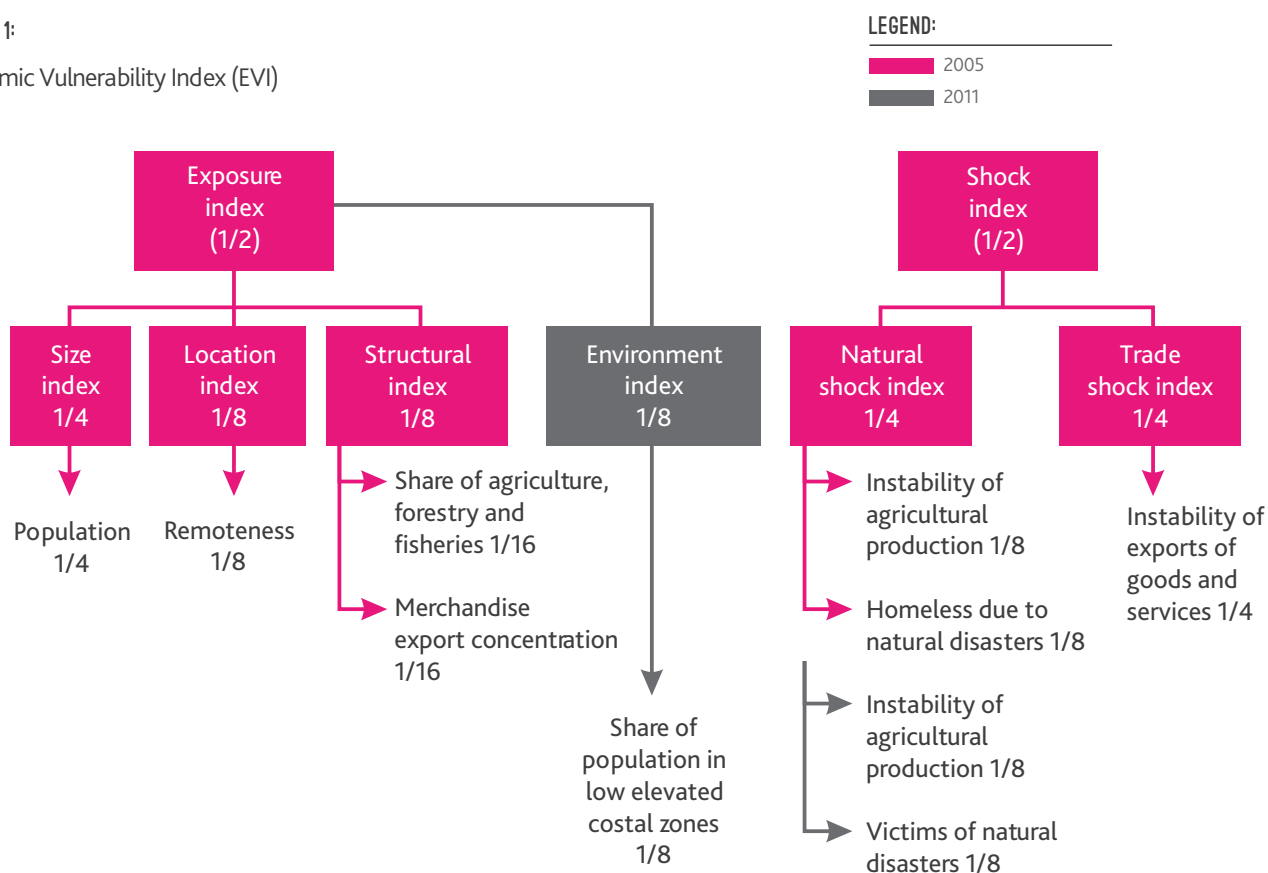 1:
mic Vulnerability Index (EVI)
LEGEND:
2005
2011
Exposure
index
(1/2)
Shock
index
(1/2)
Size
index
1/4
Location
index
1/8
Structural
index
1/8
Environment
index
1/8
Natural
shock index
1/4
Trade
shock index
1/4
Population
1/4
Remoteness
1/8
Share of agriculture,
forestry and
fisheries 1/16
Merchandise
export concentration
1/16
Share of
population in
low elevated
costal zones
1/8
Instability of
agricultural
production 1/8
Homeless due to
natural disasters 1/8
Instability of
agricultural
production 1/8
Victims of natural
disasters 1/8
Instability of
exports of
goods and
services 1/4